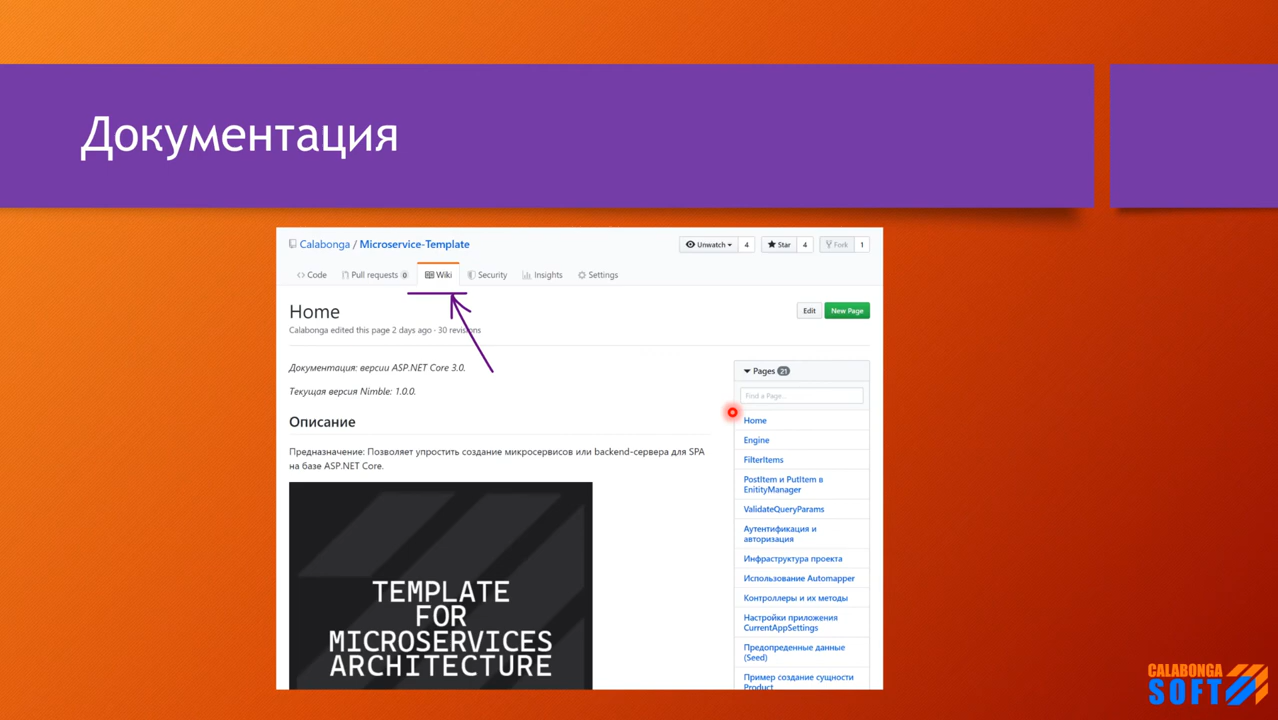 Документация
Calabonga / Microservice-Template
Unwatch 4
Star 4
Fork 1
Code
Pull requests 0
Wiki
Security
Insights
Settings
Home
Edit
New Page
Calabonga edited this page 2 days ago · 30 revisions
Документация: версии ASP.NET Core 3.0.
Текущая версия Nimble: 1.0.0.
Описание
Предназначение: Позволяет упростить создание микросервисов или backend-сервера для SPA
на базе ASP.NET Core.
TEMPLATE
FOR
MICROSERVICES
ARCHITECTURE
Pages 21
Find a Page...
Home
Engine
FilterItems
PostItem и PutItem в
EnitityManager
ValidateQueryParams
Аутентификация и
авторизация
Инфраструктура проекта
Использование Automapper
Контроллеры и их методы
Настройки приложения
CurrentAppSettings
Предопреденные данные
(Seed)
Пример создание сущности
Product
CALABONGA
SOFT